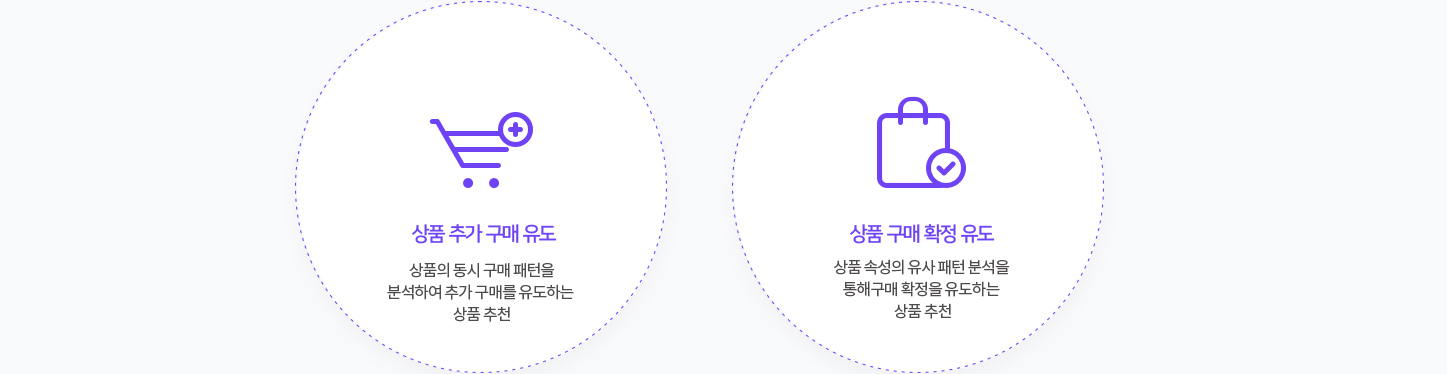 상품 추가 구매 유도
상품의 동시 구매 패턴을
분석하여 추가 구매를 유도하는
상품 추천
상품 구매 확정 유도
상품 속성의 유사 패턴 분석을
통해구매 확정을 유도하는
상품 추천